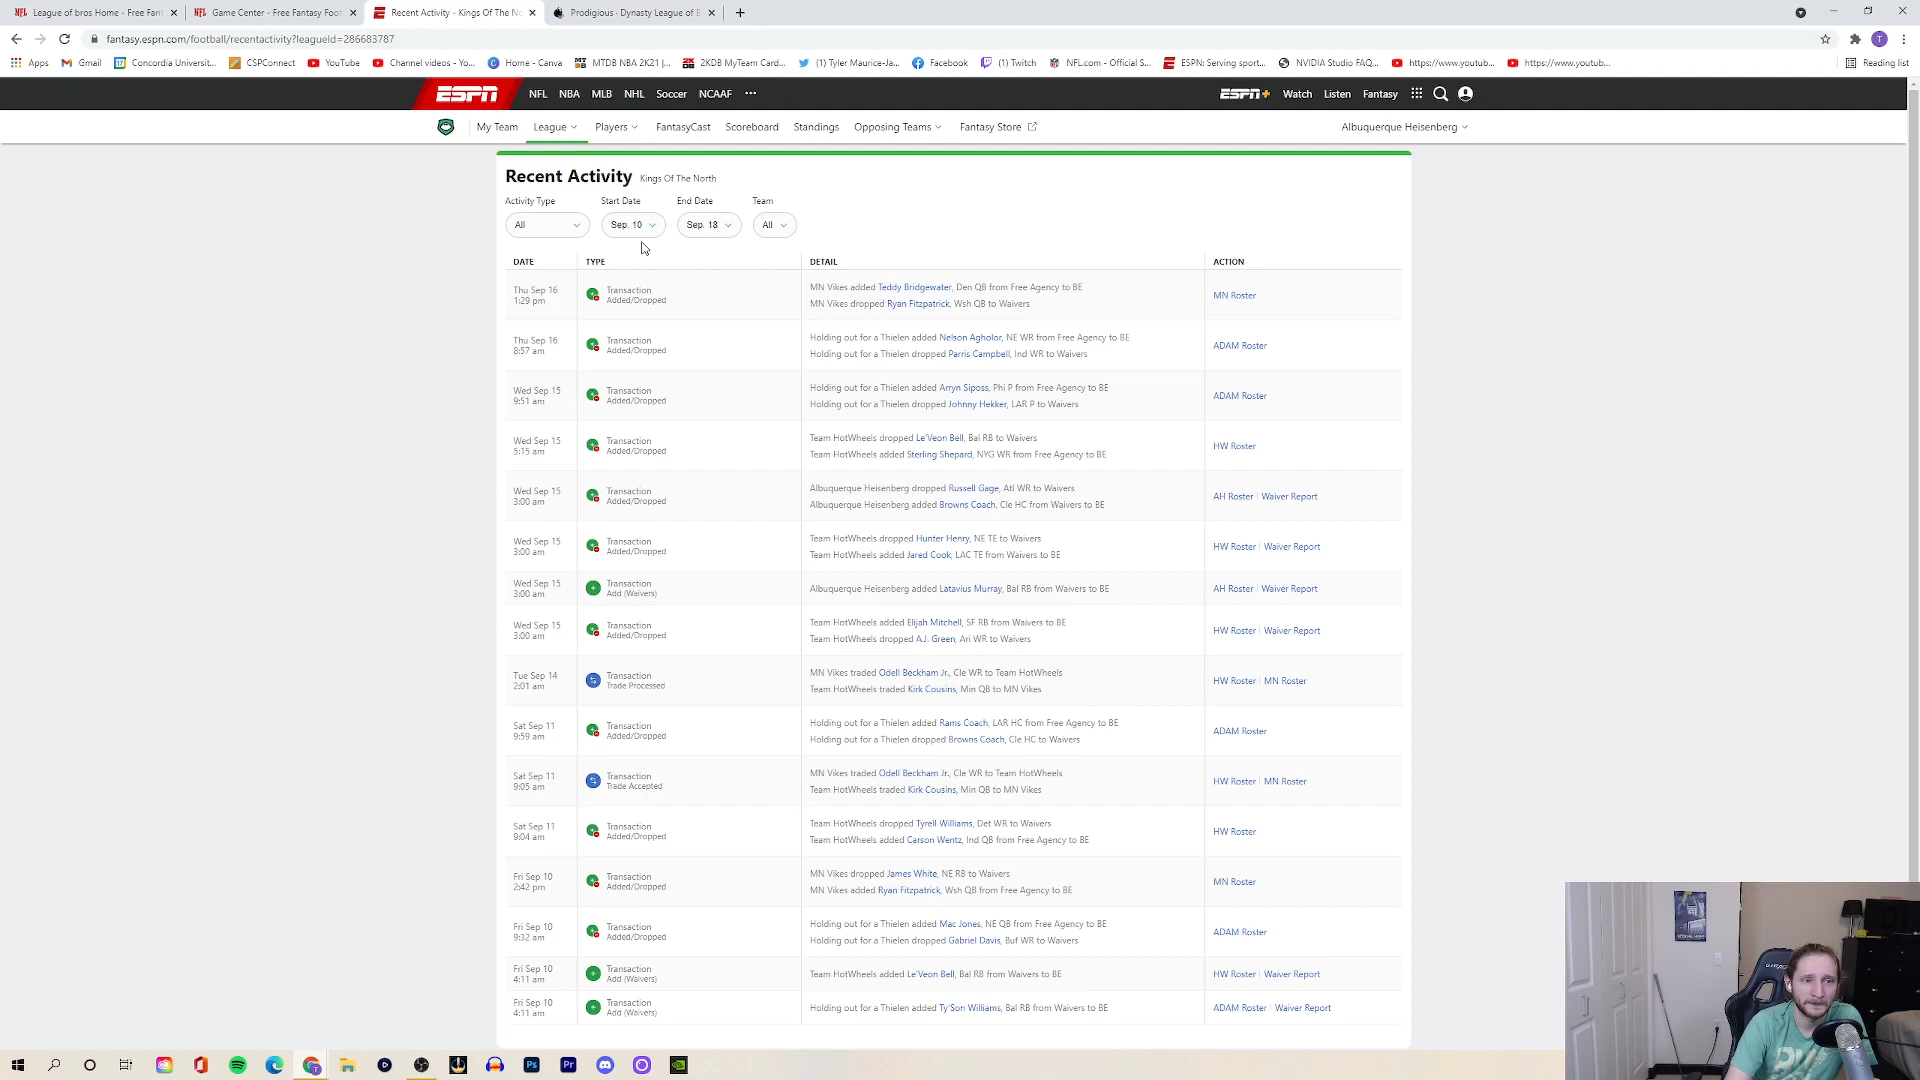 League of bros Home - Free Fant
Game Center - Free Fantasy Foot
Recent Activity - Kings Of The No
Prodigious · Dynasty League of B
fantasy.espn.com/football/recentactivity?leagueId=286683787
Apps
Gmail
Concordia Universit...
CSPConnect
YouTube
Channel videos - Yo...
Home - Canva
MTDB NBA 2K21 |...
2KDB MyTeam Card...
(1) Tyler Maurice-Ja...
Facebook
(1) Twitch
NFL.com - Official S...
ESPN: Serving sport...
NVIDIA Studio FAQ...
https://www.youtub...
https://www.youtub...
Reading list
ESPN NFL NBA MLB NHL Soccer NCAAF ••• ESPN+ Watch Listen Fantasy
My Team League Players FantasyCast Scoreboard Standings Opposing Teams Fantasy Store Albuquerque Heisenberg
Recent Activity Kings Of The North
Activity Type Start Date End Date Team
All Sep. 10 Sep. 18 All
DATE TYPE DETAIL ACTION
Thu Sep 16
1:29 pm
Transaction
Added/Dropped
MN Vikes added Teddy Bridgewater, Den QB from Free Agency to BE
MN Vikes dropped Ryan Fitzpatrick, Wsh QB to Waivers
MN Roster
Thu Sep 16
8:57 am
Transaction
Added/Dropped
Holding out for a Thielen added Nelson Agholor, NE WR from Free Agency to BE
Holding out for a Thielen dropped Parris Campbell, Ind WR to Waivers
ADAM Roster
Wed Sep 15
9:51 am
Transaction
Added/Dropped
Holding out for a Thielen added Arryn Siposs, Phi P from Free Agency to BE
Holding out for a Thielen dropped Johnny Hekker, LAR P to Waivers
ADAM Roster
Wed Sep 15
5:15 am
Transaction
Added/Dropped
Team HotWheels dropped Le'Veon Bell, Bal RB to Waivers
Team HotWheels added Sterling Shepard, NYG WR from Free Agency to BE
HW Roster
Wed Sep 15
3:00 am
Transaction
Added/Dropped
Albuquerque Heisenberg dropped Russell Gage, Atl WR to Waivers
Albuquerque Heisenberg added Browns Coach, Cle HC from Waivers to BE
AH Roster | Waiver Report
Wed Sep 15
3:00 am
Transaction
Added/Dropped
Team HotWheels dropped Hunter Henry, NE TE to Waivers
Team HotWheels added Jared Cook, LAC TE from Waivers to BE
HW Roster | Waiver Report
Wed Sep 15
3:00 am
Transaction
Add (Waivers)
Albuquerque Heisenberg added Latavius Murray, Bal RB from Waivers to BE
AH Roster | Waiver Report
Wed Sep 15
3:00 am
Transaction
Added/Dropped
Team HotWheels added Elijah Mitchell, SF RB from Waivers to BE
Team HotWheels dropped A.J. Green, Ari WR to Waivers
HW Roster | Waiver Report
Tue Sep 14
2:01 am
Transaction
Trade Processed
MN Vikes traded Odell Beckham Jr., Cle WR to Team HotWheels
Team HotWheels traded Kirk Cousins, Min QB to MN Vikes
HW Roster | MN Roster
Sat Sep 11
9:59 am
Transaction
Added/Dropped
Holding out for a Thielen added Rams Coach, LAR HC from Free Agency to BE
Holding out for a Thielen dropped Browns Coach, Cle HC to Waivers
ADAM Roster
Sat Sep 11
9:05 am
Transaction
Trade Accepted
MN Vikes traded Odell Beckham Jr., Cle WR to Team HotWheels
Team HotWheels traded Kirk Cousins, Min QB to MN Vikes
HW Roster | MN Roster
Sat Sep 11
9:04 am
Transaction
Added/Dropped
Team HotWheels dropped Tyrell Williams, Det WR to Waivers
Team HotWheels added Carson Wentz, Ind QB from Free Agency to BE
HW Roster
Fri Sep 10
2:42 pm
Transaction
Added/Dropped
MN Vikes dropped James White, NE RB to Waivers
MN Vikes added Ryan Fitzpatrick, Wsh QB from Free Agency to BE
MN Roster
Fri Sep 10
9:32 am
Transaction
Added/Dropped
Holding out for a Thielen added Mac Jones, NE QB from Free Agency to BE
Holding out for a Thielen dropped Gabriel Davis, Buf WR to Waivers
ADAM Roster
Fri Sep 10
4:11 am
Transaction
Add (Waivers)
Team HotWheels added Le'Veon Bell, Bal RB from Waivers to BE
HW Roster | Waiver Report
Fri Sep 10
4:11 am
Transaction
Add (Waivers)
Holding out for a Thielen added Ty'Son Williams, Bal RB from Waivers to BE
ADAM Roster | Waiver Report